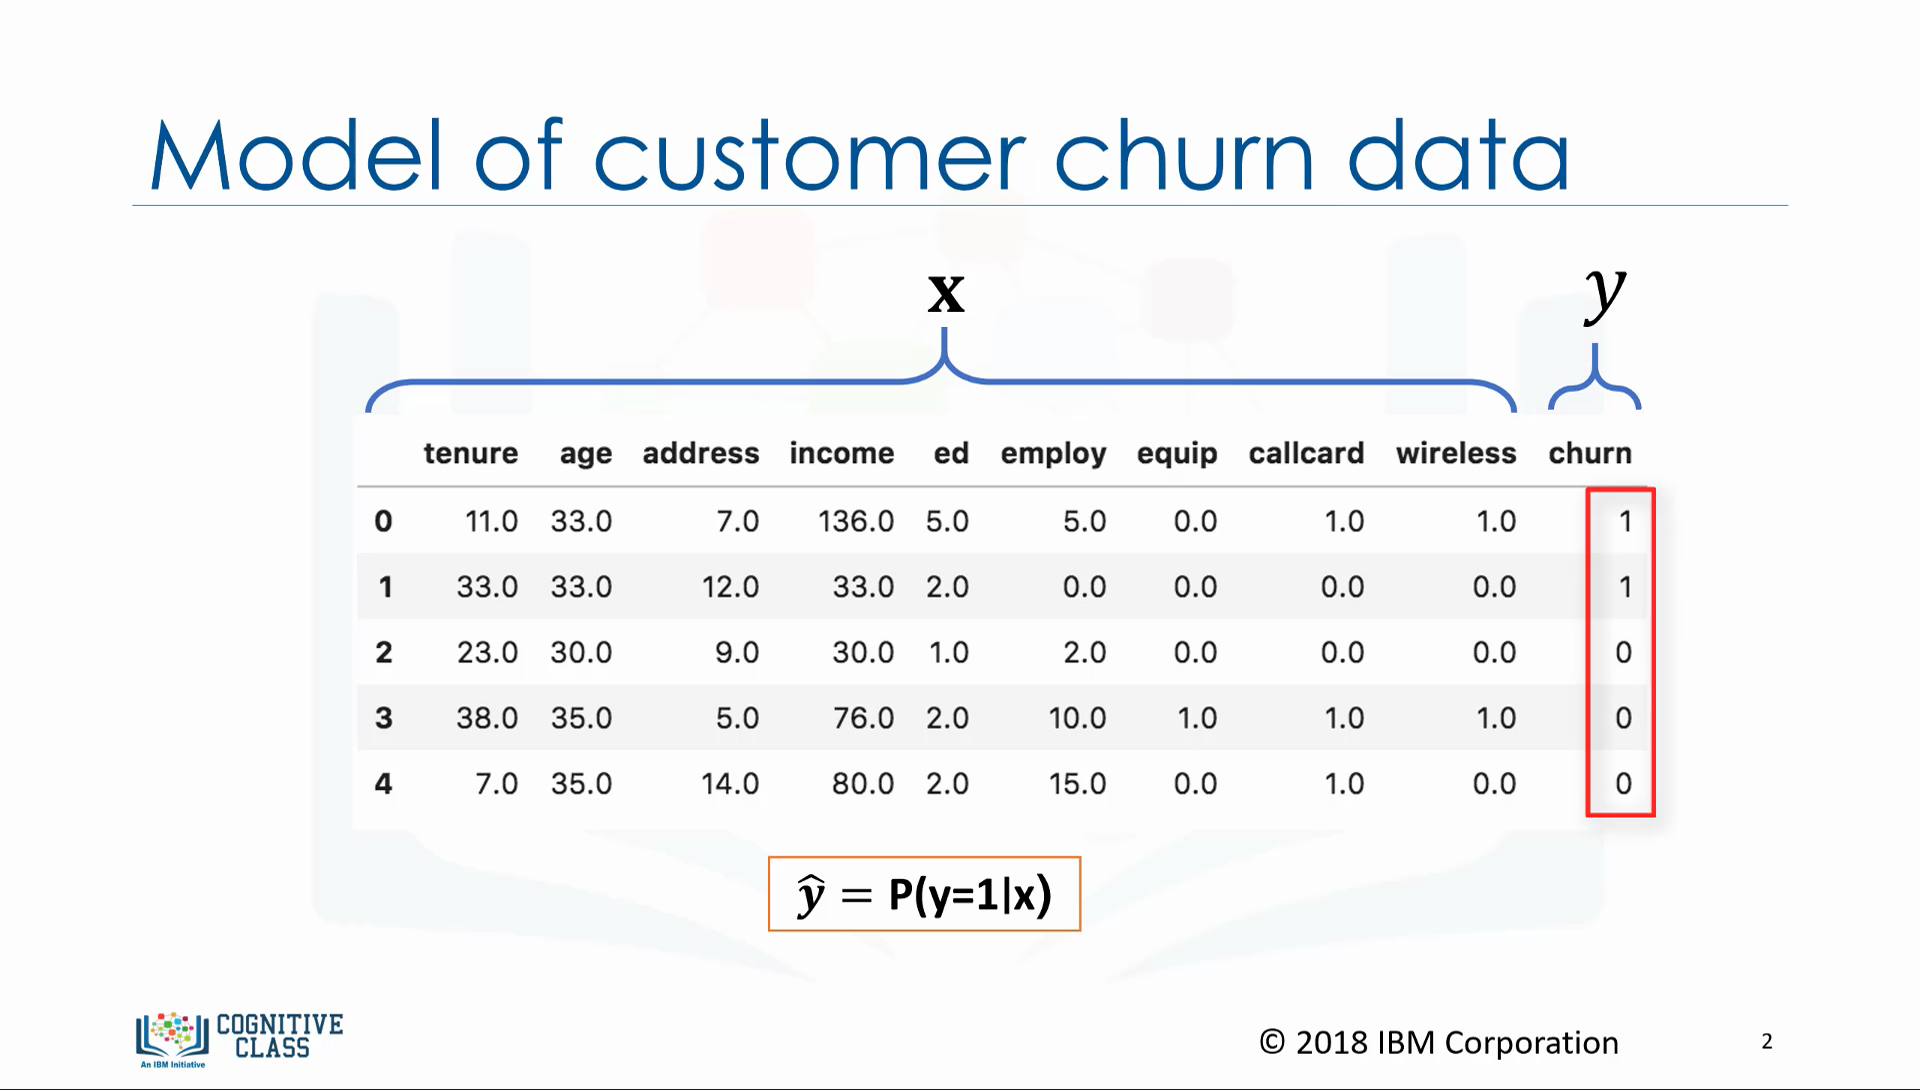 Model of customer churn data
x y
tenure age address income ed employ equip callcard wireless churn
0 11.0 33.0 7.0 136.0 5.0 5.0 0.0 1.0 1.0 1
1 33.0 33.0 12.0 33.0 2.0 0.0 0.0 0.0 0.0 1
2 23.0 30.0 9.0 30.0 1.0 2.0 0.0 0.0 0.0 0
3 38.0 35.0 5.0 76.0 2.0 10.0 1.0 1.0 1.0 0
4 7.0 35.0 14.0 80.0 2.0 15.0 0.0 1.0 0.0 0
ŷ = P(y=1|x)
COGNITIVE
CLASS
An IBM Initiative
© 2018 IBM Corporation 2